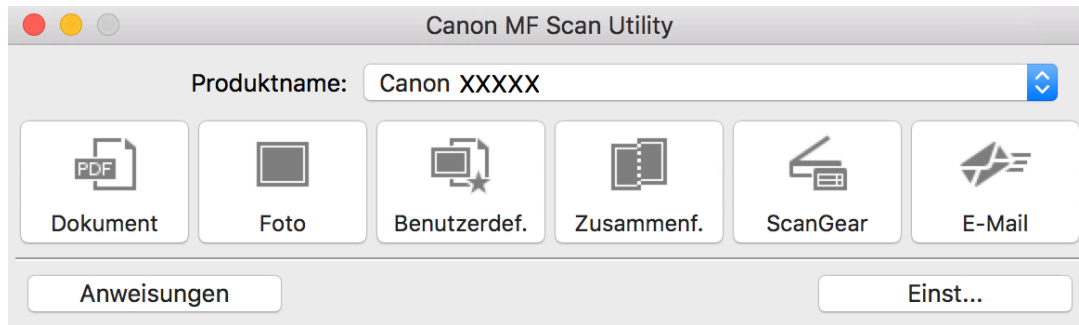 Canon MF Scan Utility
Produktname: Canon XXXXX
PDF
Dokument Foto Benutzerdef. Zusammenf. ScanGear E-Mail
Anweisungen Einst...